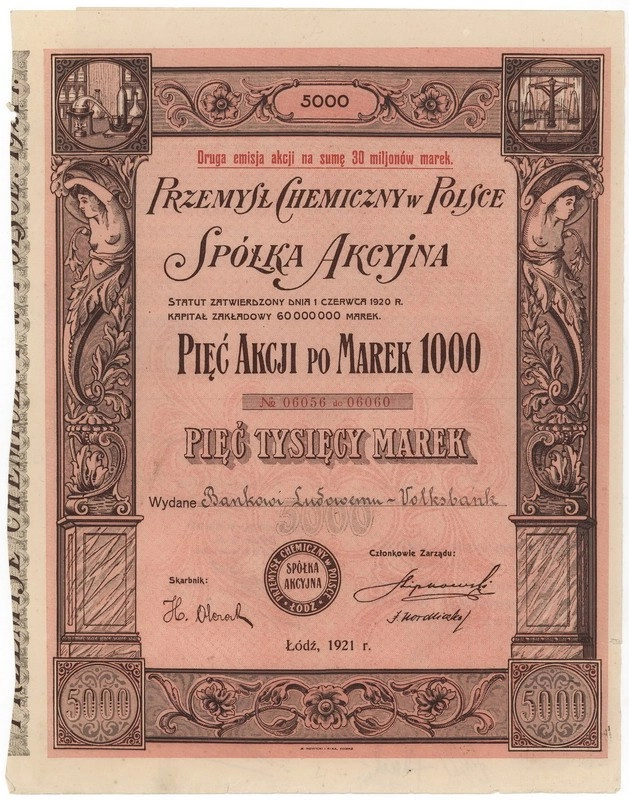 5000
Druga emisja akcji na sumę 30 miljonów marek.
Przemysł Chemiczny w Polsce
Spółka Akcyjna
STATUT ZATWIERDZONY DNIA 1 CZERWCA 1920 R.
KAPITAŁ ZAKŁADOWY 60 000 000 MAREK.
Pięć Akcji po Marek 1000
№ 06056 do 06060
PIĘĆ TYSIĘCY MAREK
Wydane Bankowi Ludowemu - Volksbank
5000
Skarbnik:
PRZEMYSŁ CHEMICZNY w POLSCE
SPÓŁKA
AKCYJNA
ŁÓDŹ
Członkowie Zarządu:
H.
Łódź, 1921 r.
5000
5000